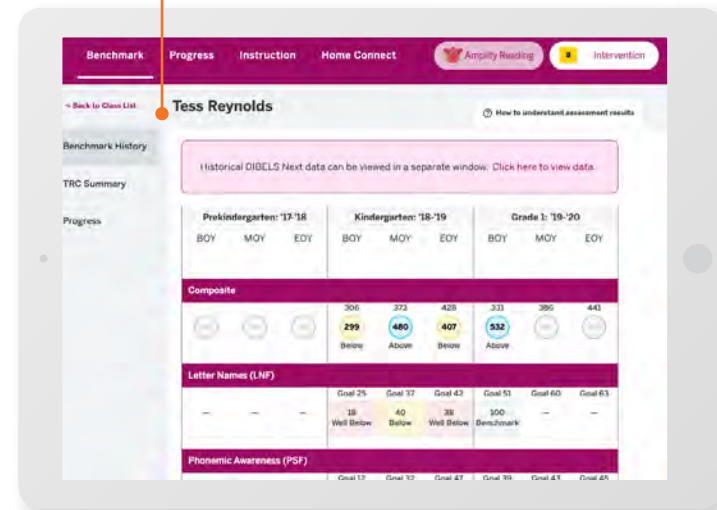 Benchmark Progress Instruction Home Connect Amplify Reading Intervention
< Back to Class List
Tess Reynolds
How to understand assessment results
Benchmark History
TRC Summary
Progress
Historical DIBELS Next data can be viewed in a separate window. Click here to view data.
Prekindergarten: '17-'18 Kindergarten: '18-'19 Grade 1: '19-'20
BOY MOY EOY BOY MOY EOY BOY MOY EOY
Composite
306 373 428 331 386 441
299 480 407 532
Below Above Below Above
Letter Names (LNF)
Goal 25 Goal 37 Goal 42 Goal 51 Goal 60 Goal 63
– – – 18 40 38 100 – –
Well Below Below Well Below Benchmark
Phonemic Awareness (PSF)
Goal 12 Goal 32 Goal 47 Goal 39 Goal 43 Goal 45